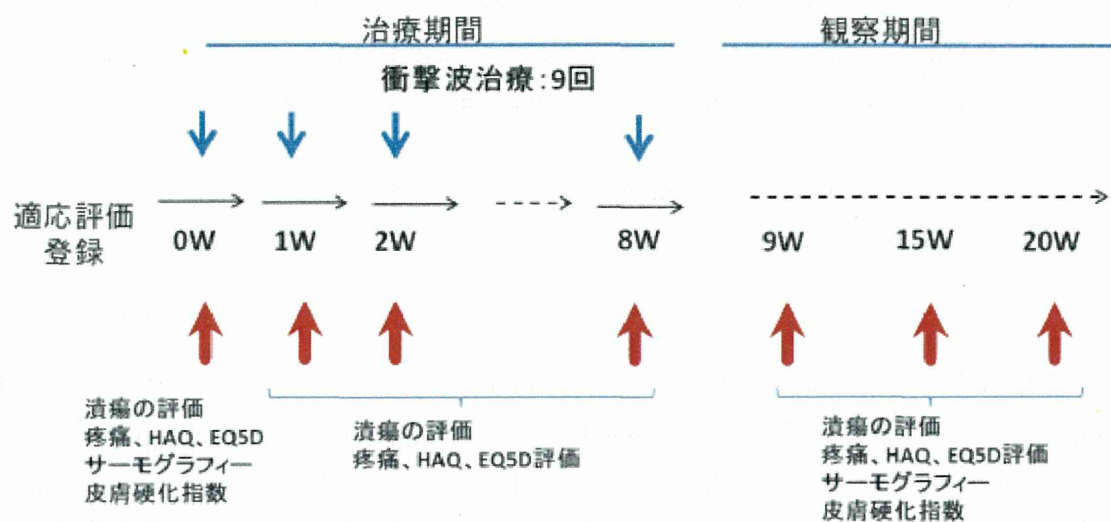 治療期間
観察期間
衝撃波治療:9回
適応評価
登録
0W
1W
2W
8W
9W
15W
20W
潰瘍の評価
疼痛、HAQ、EQ5D
サーモグラフィー
皮膚硬化指数
潰瘍の評価
疼痛、HAQ、EQ5D評価
潰瘍の評価
疼痛、HAQ、EQ5D評価
サーモグラフィー
皮膚硬化指数